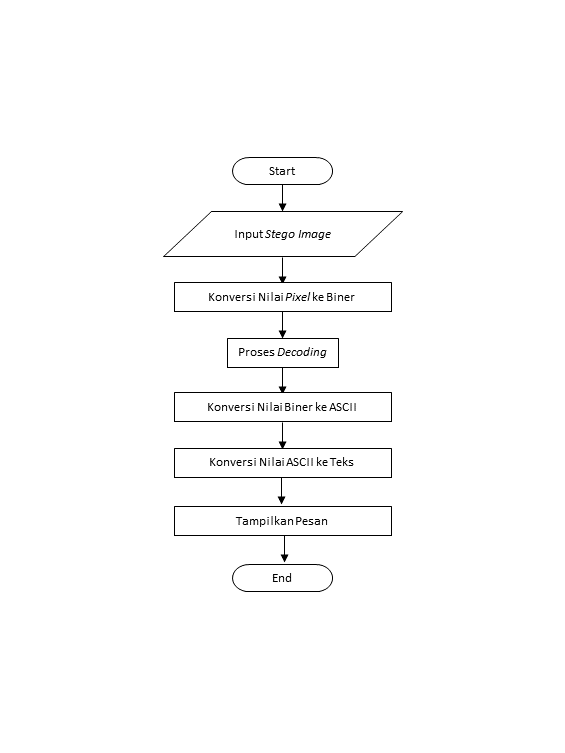 Start
Input Stego Image
Konversi Nilai Pixel ke Biner
Proses Decoding
Konversi Nilai Biner ke ASCII
Konversi Nilai ASCII ke Teks
Tampilkan Pesan
End